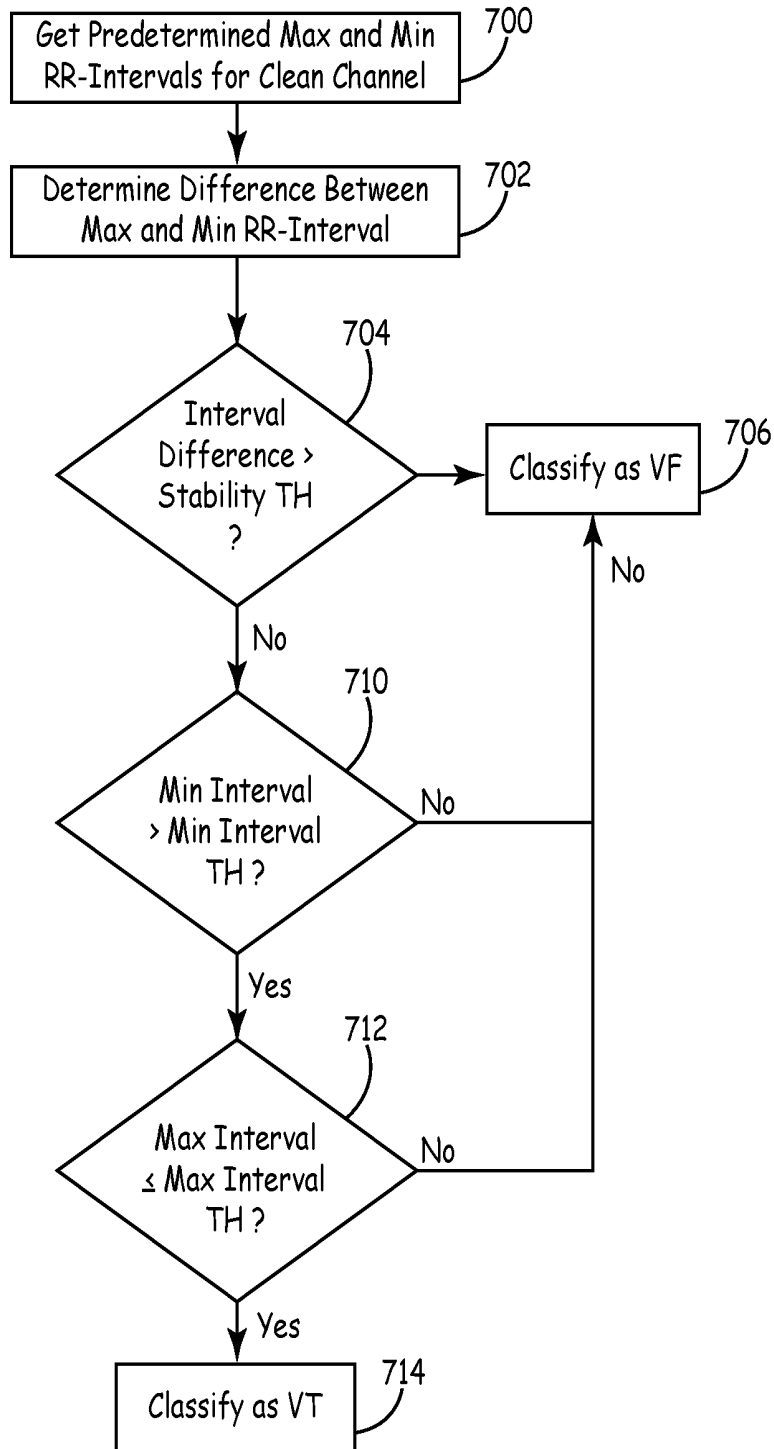 Get Predetermined Max and Min
RR-Intervals for Clean Channel
700
Determine Difference Between
Max and Min RR-Interval
702
704
Interval
Difference >
Stability TH
?
706
Classify as VF
No
No
710
Min Interval
> Min Interval
TH ?
No
Yes
712
Max Interval
≤ Max Interval
TH ?
No
Yes
714
Classify as VT